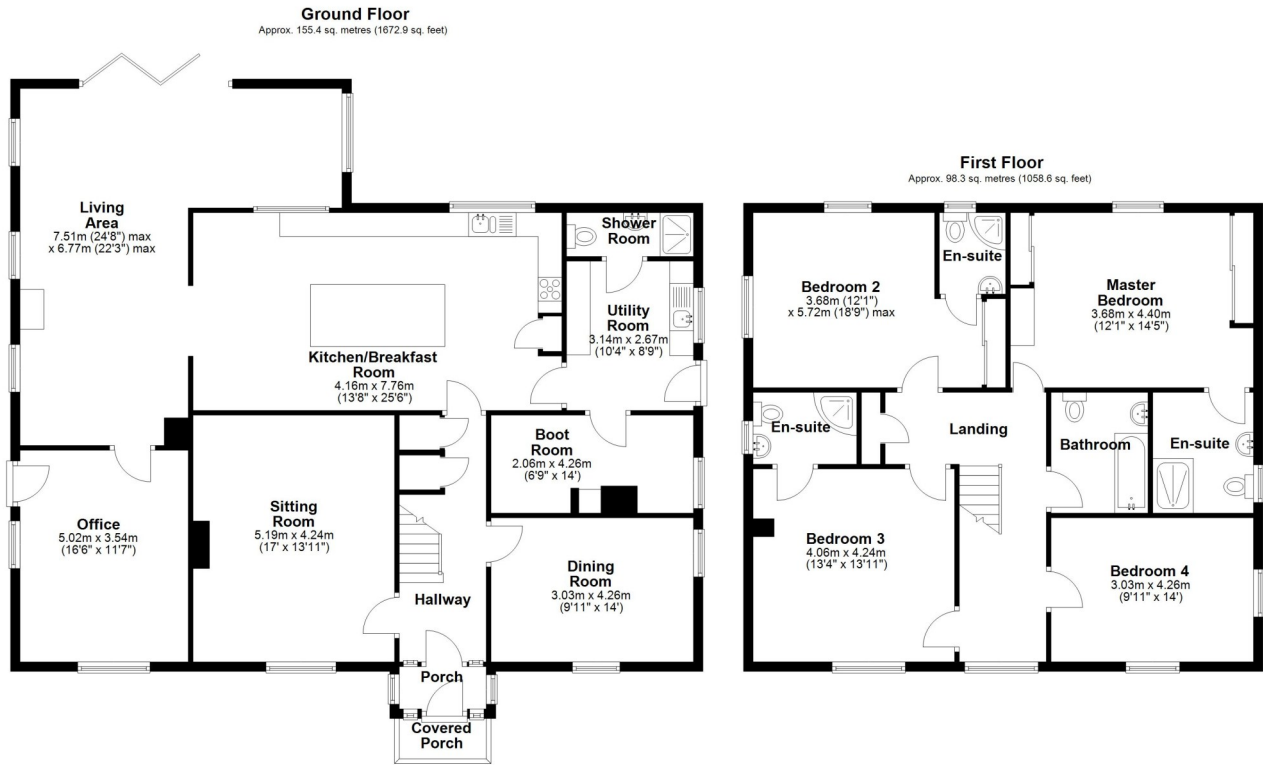 Ground Floor
Approx. 155.4 sq. metres (1672.9 sq. feet)
Living
Area
7.51m (24'8") max
x 6.77m (22'3") max
Shower
Room
Utility
Room
3.14m x 2.67m
(10'4" x 8'9")
Kitchen/Breakfast
Room
4.16m x 7.76m
(13'8" x 25'6")
Boot
Room
2.06m x 4.26m
(6'9" x 14')
Office
5.02m x 3.54m
(16'6" x 11'7")
Sitting
Room
5.19m x 4.24m
(17' x 13'11")
Dining
Room
3.03m x 4.26m
(9'11" x 14')
Hallway
Porch
Covered
Porch
First Floor
Approx. 98.3 sq. metres (1058.6 sq. feet)
Bedroom 2
3.68m (12'1")
x 5.72m (18'9") max
En-suite
Master
Bedroom
3.68m x 4.40m
(12'1" x 14'5")
En-suite
Landing
Bathroom
En-suite
Bedroom 3
4.06m x 4.24m
(13'4" x 13'11")
Bedroom 4
3.03m x 4.26m
(9'11" x 14')